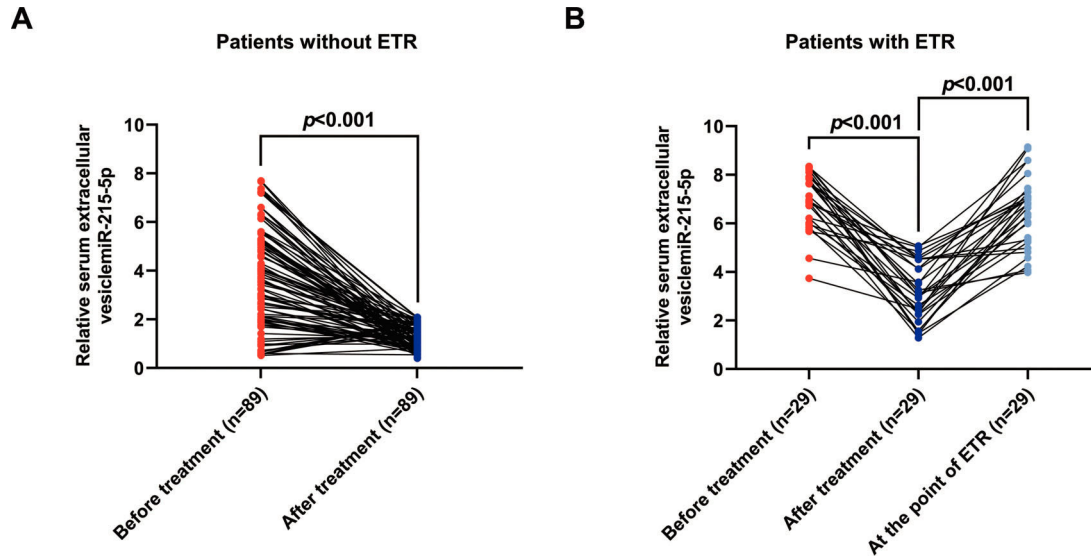 A
Patients without ETR
p<0.001
Relative serum extracellular
vesiclemiR-215-5p
10
8
6
4
2
0
Before treatment (n=89)
After treatment (n=89)
B
Patients with ETR
p<0.001
p<0.001
Relative serum extracellular
vesiclemiR-215-5p
10
8
6
4
2
0
Before treatment (n=29)
After treatment (n=29)
At the point of ETR (n=29)